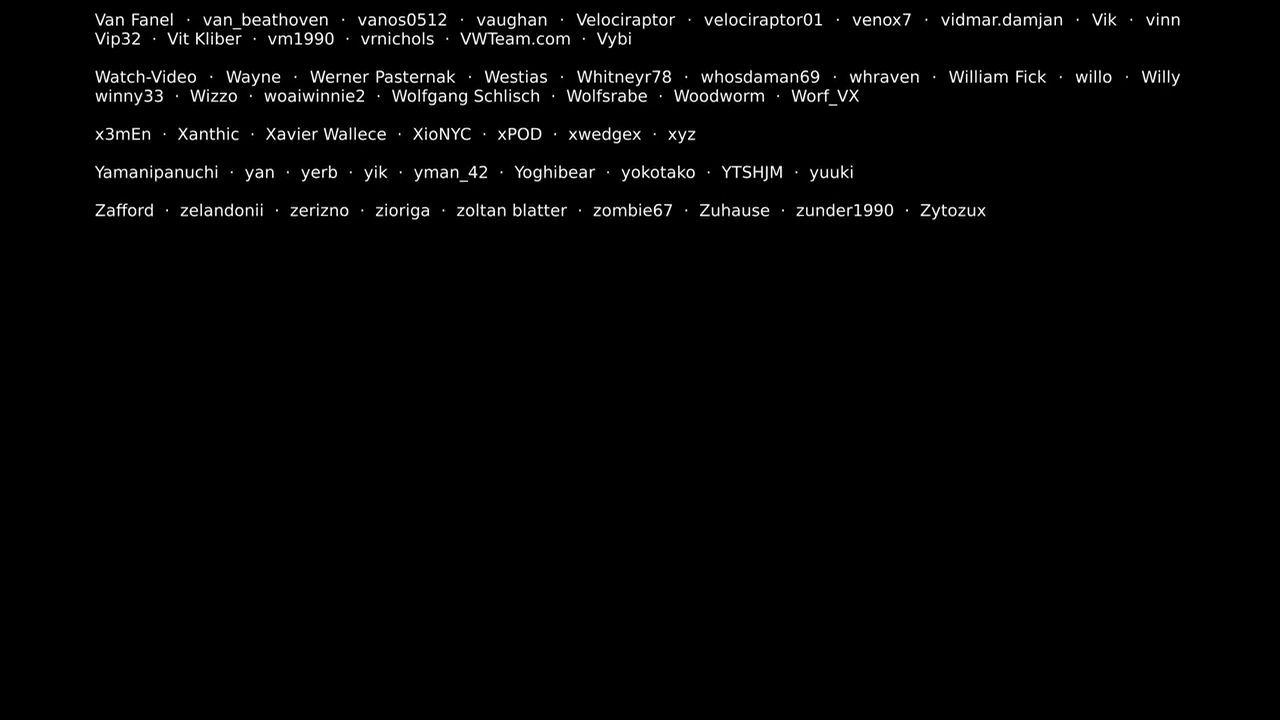 Van Fanel · van_beathoven · vanos0512 · vaughan · Velociraptor · velociraptor01 · venox7 · vidmar.damjan · Vik · vinn
Vip32 · Vit Kliber · vm1990 · vrnichols · VWTeam.com · Vybi
Watch-Video · Wayne · Werner Pasternak · Westias · Whitneyr78 · whosdaman69 · whraven · William Fick · willo · Willy
winny33 · Wizzo · woaiwinnie2 · Wolfgang Schlisch · Wolfsrabe · Woodworm · Worf_VX
x3mEn · Xanthic · Xavier Wallece · XioNYC · xPOD · xwedgex · xyz
Yamanipanuchi · yan · yerb · yik · yman_42 · Yoghibear · yokotako · YTSHJM · yuuki
Zafford · zelandonii · zerizno · zioriga · zoltan blatter · zombie67 · Zuhause · zunder1990 · Zytozux